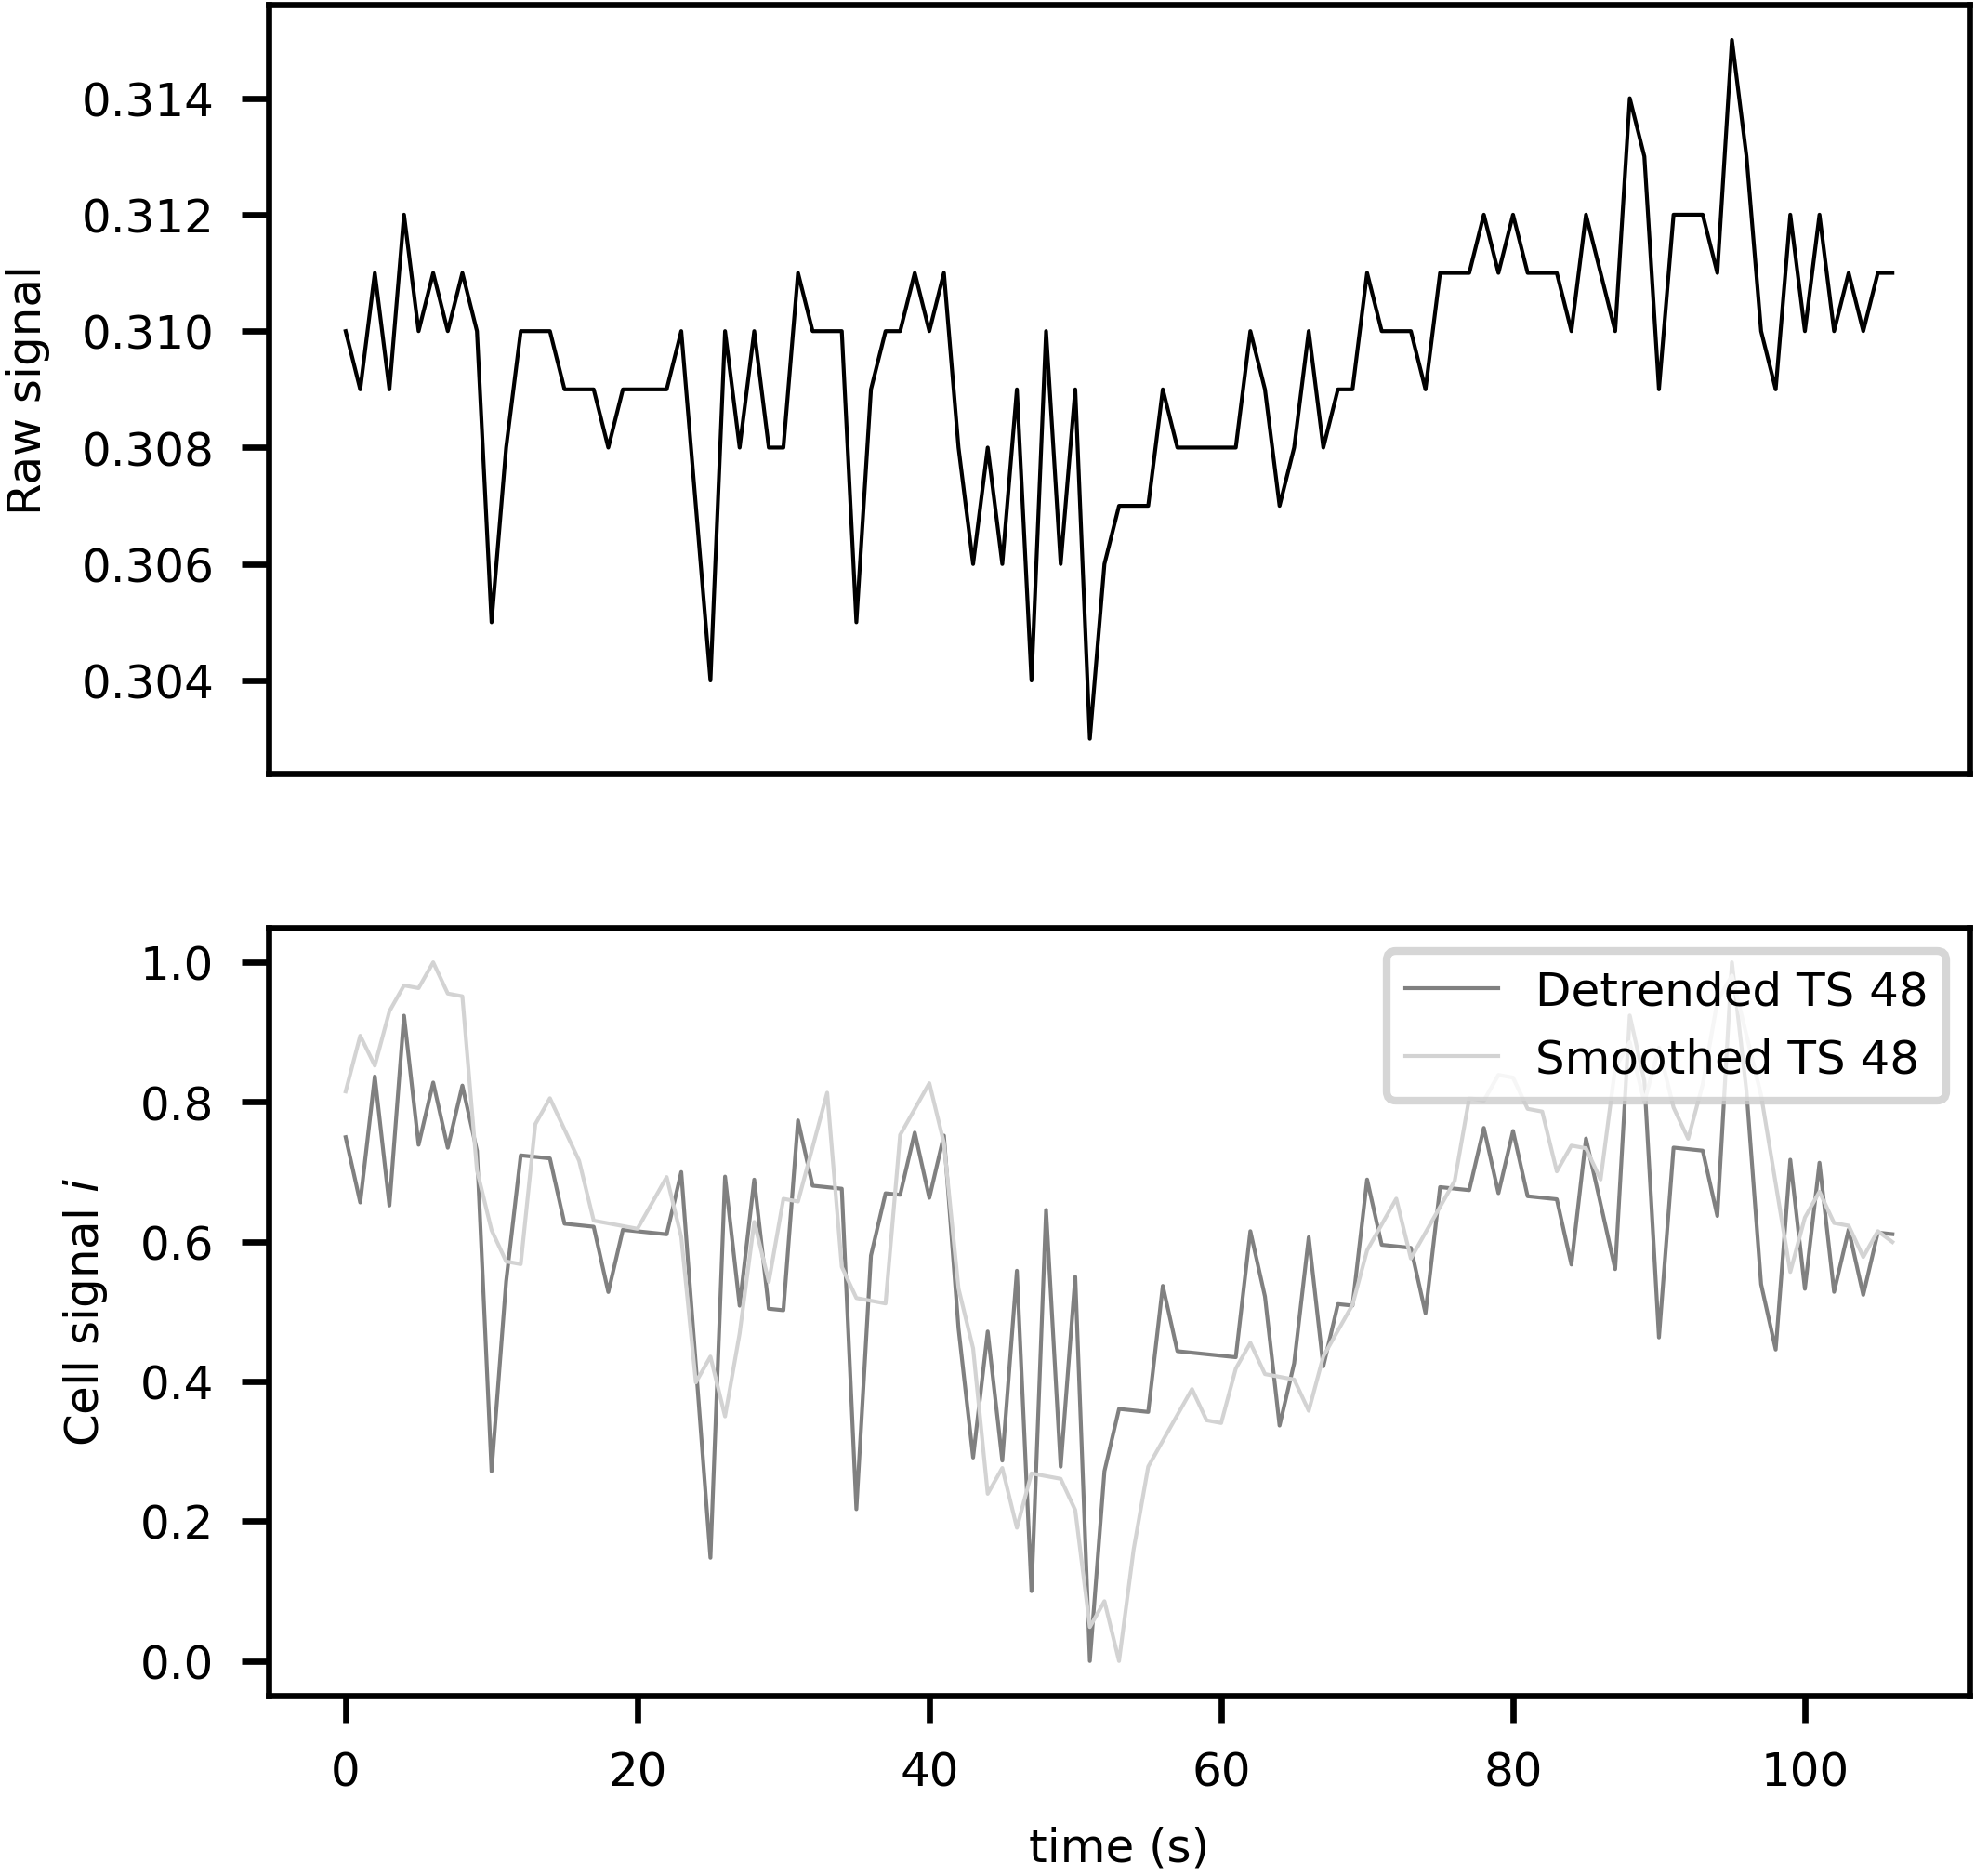 Raw signal
0.314
0.312
0.310
0.308
0.306
0.304
Cell signal i
1.0
0.8
0.6
0.4
0.2
0.0
Detrended TS 48
Smoothed TS 48
0 20 40 60 80 100
time (s)